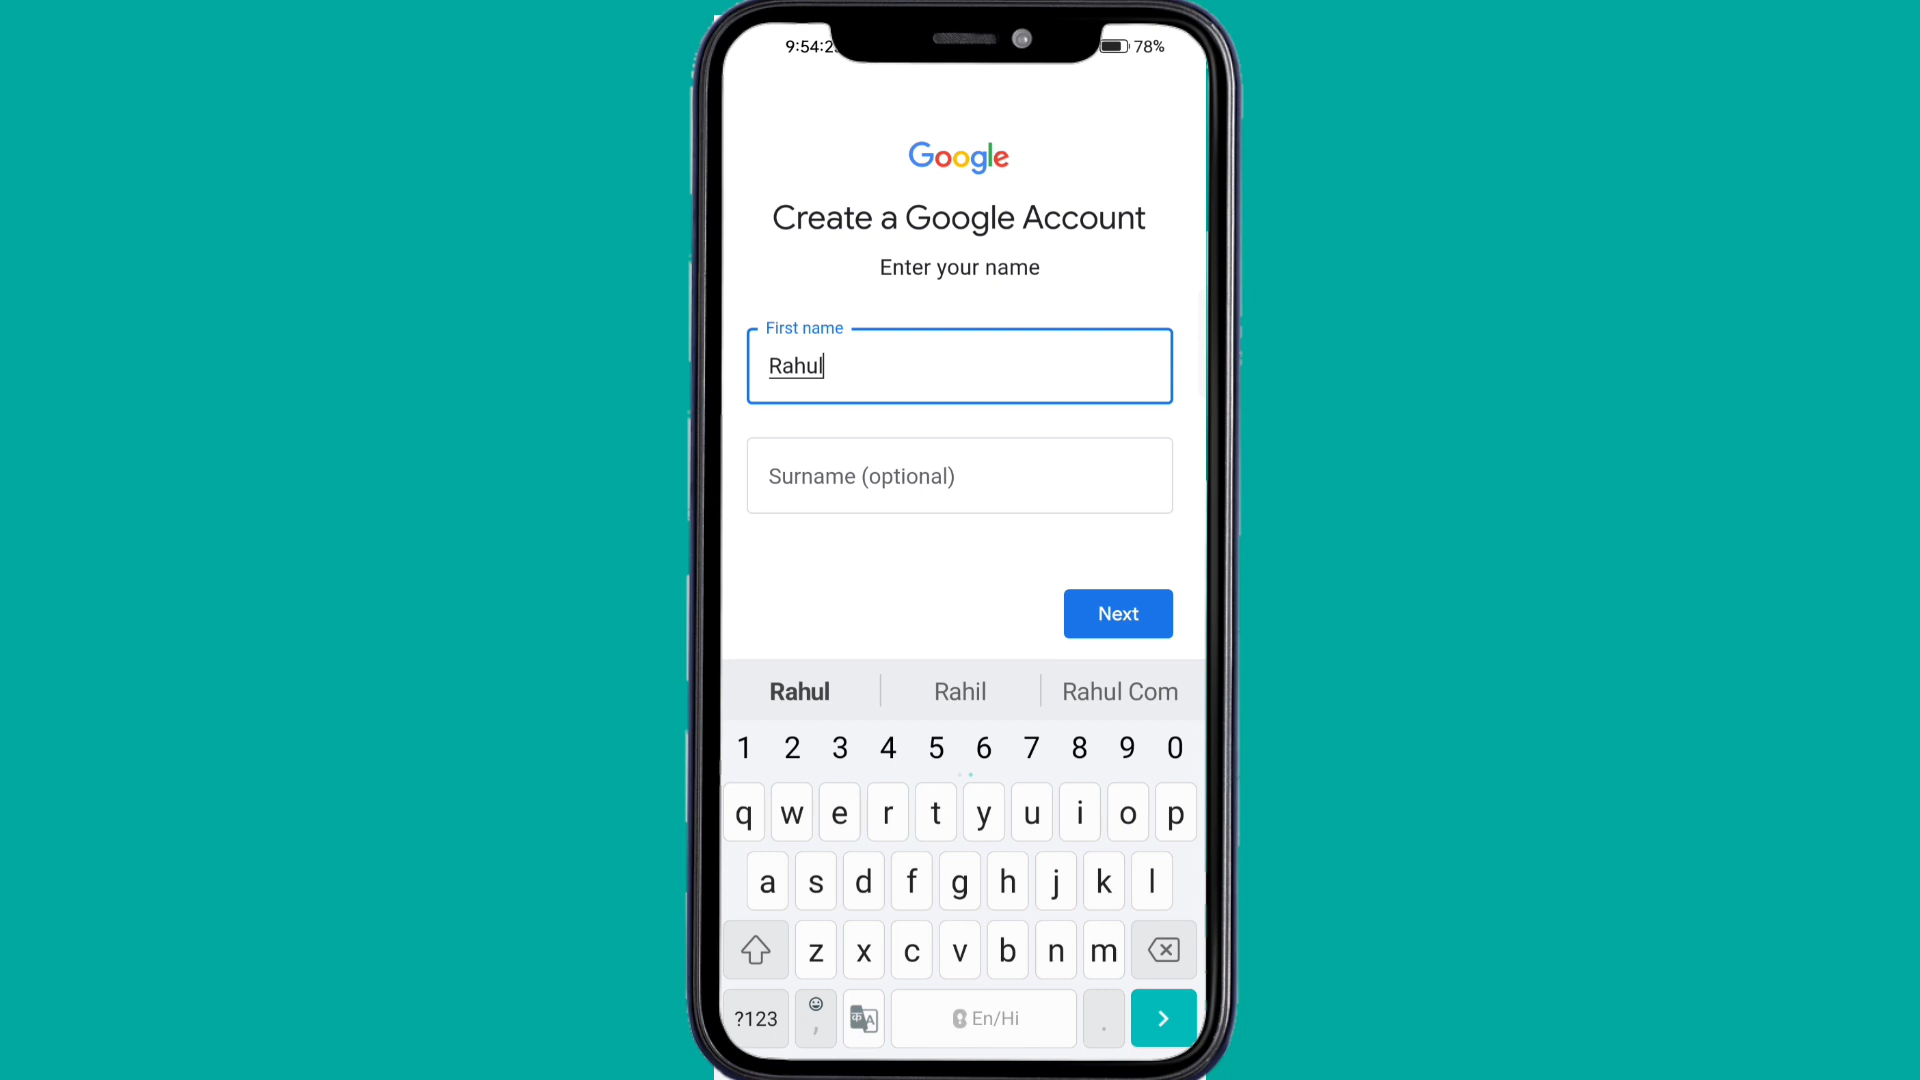 9:54:2
78%
Google
Create a Google Account
Enter your name
First name
Rahul
Surname (optional)
Next
Rahul Rahil Rahul Com
1 2 3 4 5 6 7 8 9 0
q w e r t y u i o p
a s d f g h j k l
z x c v b n m
?123 , En/Hi .